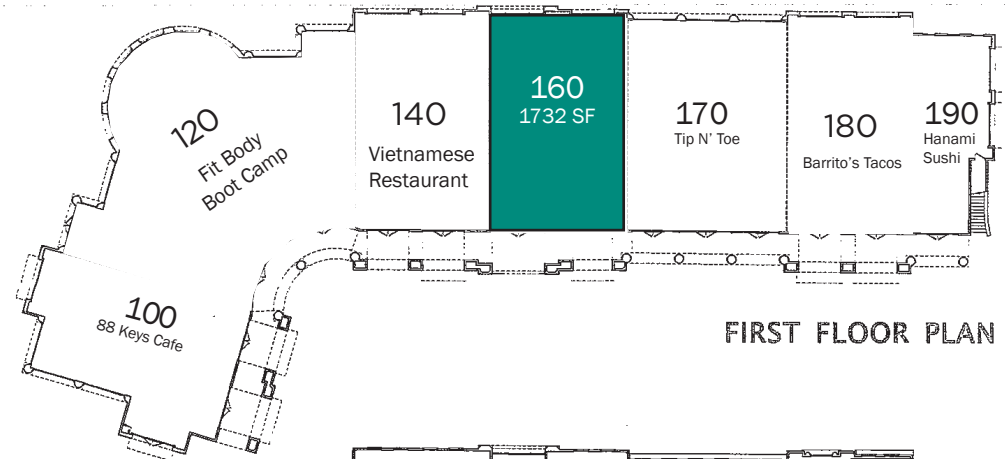 120
Fit Body
Boot Camp
140
Vietnamese
Restaurant
160
1732 SF
170
Tip N' Toe
180
Barrito's Tacos
190
Hanami
Sushi
100
88 Keys Cafe
FIRST FLOOR PLAN